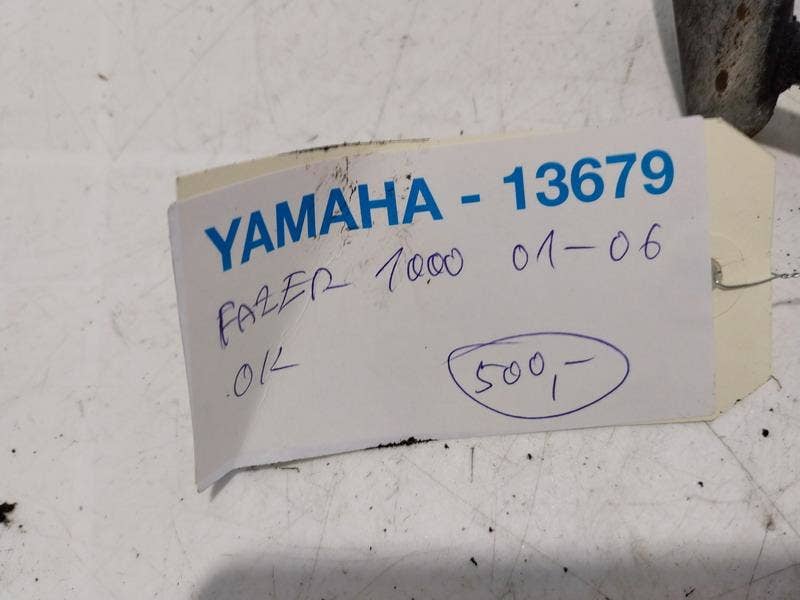 YAMAHA - 13679
FAZER 1000 01-06
OK
500,-